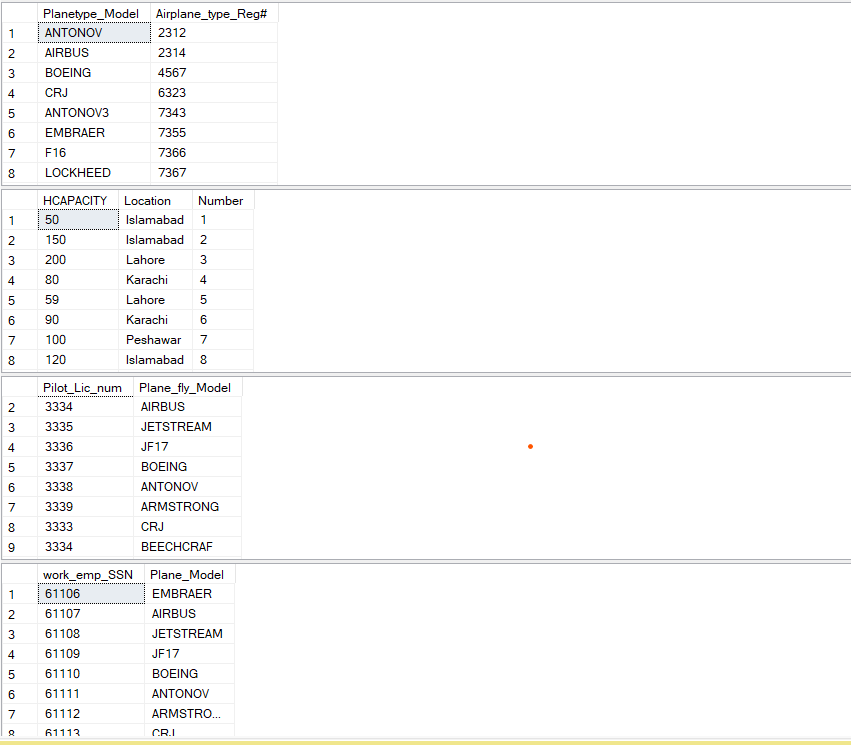 Planetype_Model Airplane_type_Reg#
1 ANTONOV 2312
2 AIRBUS 2314
3 BOEING 4567
4 CRJ 6323
5 ANTONOV3 7343
6 EMBRAER 7355
7 F16 7366
8 LOCKHEED 7367
HCAPACITY Location Number
1 50 Islamabad 1
2 150 Islamabad 2
3 200 Lahore 3
4 80 Karachi 4
5 59 Lahore 5
6 90 Karachi 6
7 100 Peshawar 7
8 120 Islamabad 8
Pilot_Lic_num Plane_fly_Model
2 3334 AIRBUS
3 3335 JETSTREAM
4 3336 JF17
5 3337 BOEING
6 3338 ANTONOV
7 3339 ARMSTRONG
8 3333 CRJ
9 3334 BEECHCRAF
work_emp_SSN Plane_Model
1 61106 EMBRAER
2 61107 AIRBUS
3 61108 JETSTREAM
4 61109 JF17
5 61110 BOEING
6 61111 ANTONOV
7 61112 ARMSTRO...
8 61113 CRJ